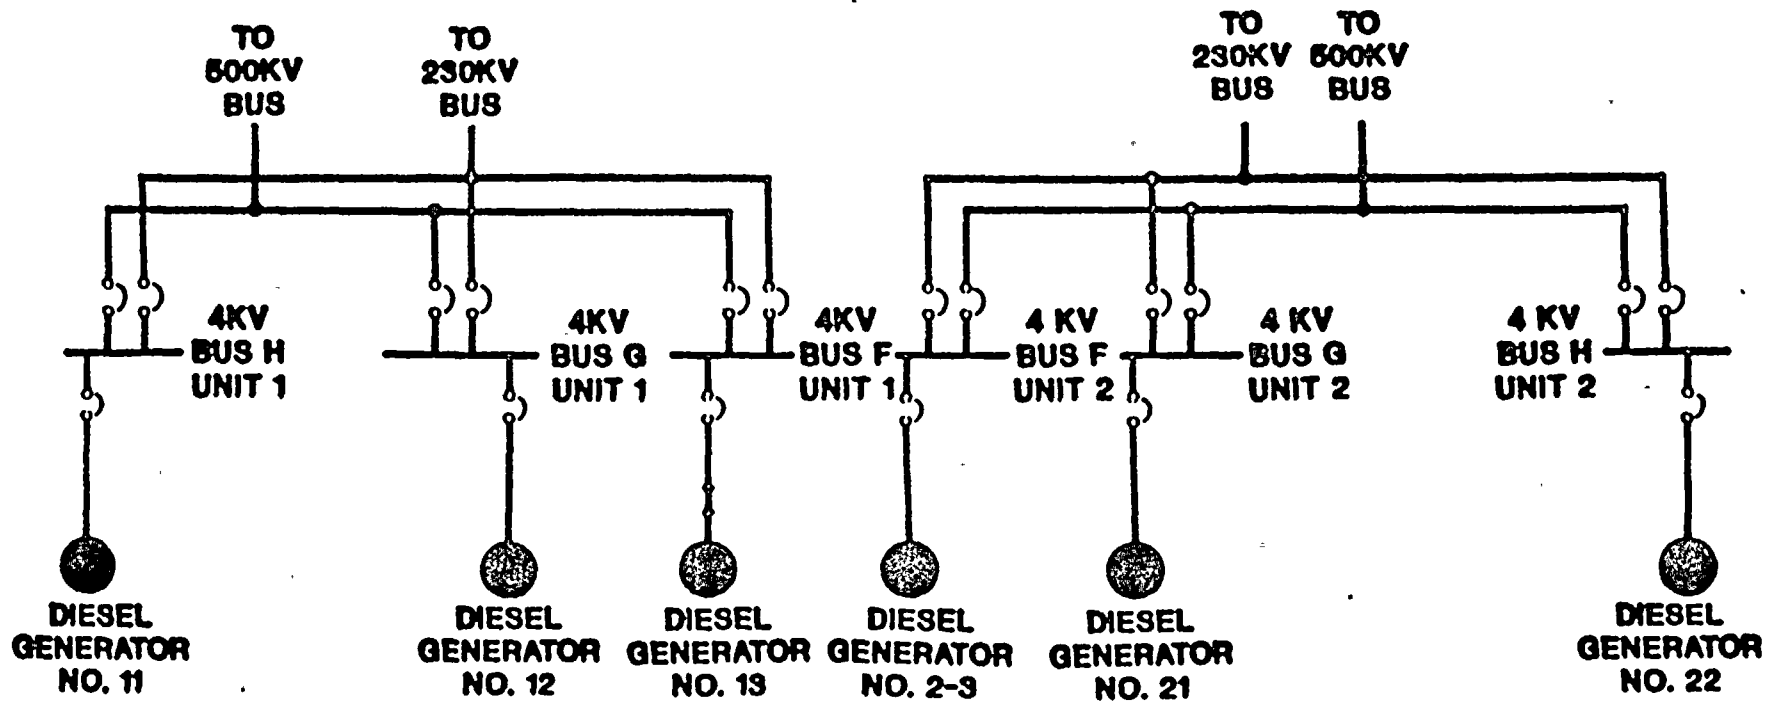 TO
500KV
BUS
TO
230KV
BUS
TO
230KV
BUS
TO
500KV
BUS
4KV
BUS H
UNIT 1
4KV
BUS G
UNIT 1
4KV
BUS F
UNIT 1
4 KV
BUS F
UNIT 2
4 KV
BUS G
UNIT 2
4 KV
BUS H
UNIT 2
DIESEL
GENERATOR
NO. 11
DIESEL
GENERATOR
NO. 12
DIESEL
GENERATOR
NO. 13
DIESEL
GENERATOR
NO. 2-3
DIESEL
GENERATOR
NO. 21
DIESEL
GENERATOR
NO. 22